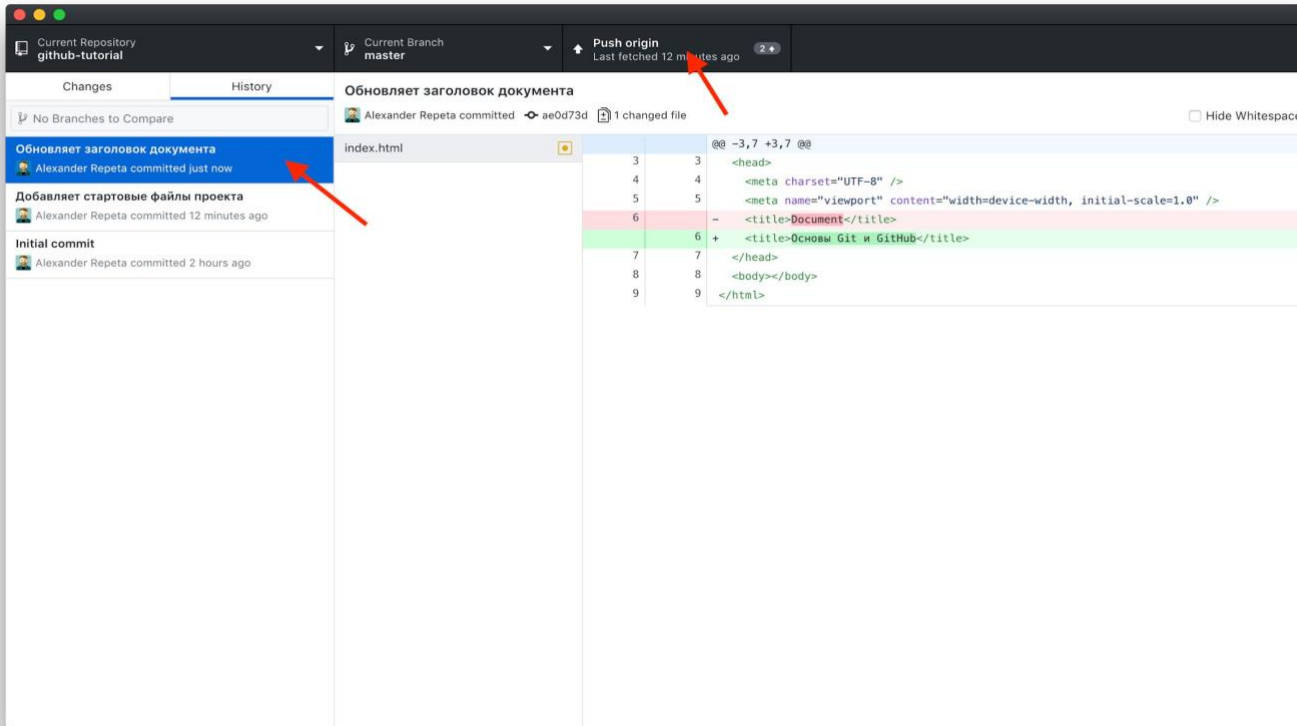 Current Repository
github-tutorial
Current Branch
master
Push origin
Last fetched 12 minutes ago
2
Changes
History
No Branches to Compare
Обновляет заголовок документа
Alexander Repeta committed just now
Добавляет стартовые файлы проекта
Alexander Repeta committed 12 minutes ago
Initial commit
Alexander Repeta committed 2 hours ago
Обновляет заголовок документа
Alexander Repeta committed ae0d73d 1 changed file
Hide Whitespace
index.html
@@ -3,7 +3,7 @@
3 3 <head>
4 4 <meta charset="UTF-8" />
5 5 <meta name="viewport" content="width=device-width, initial-scale=1.0" />
6 - <title>Document</title>
6 + <title>Основы Git и GitHub</title>
7 7 </head>
8 8 <body></body>
9 9 </html>